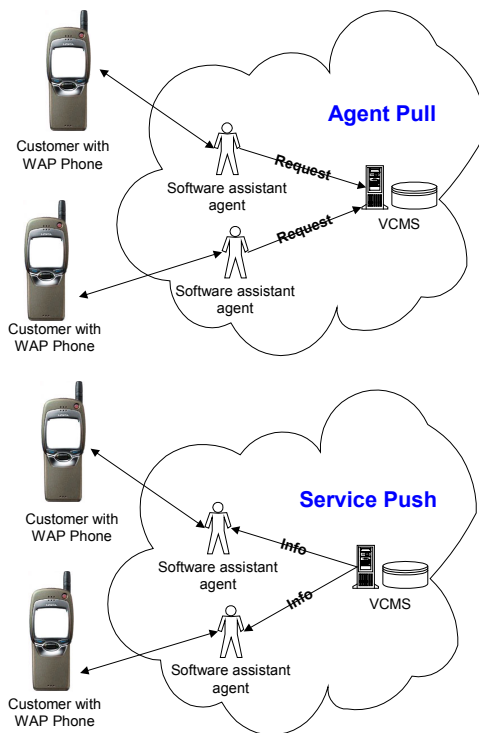 Agent Pull
Customer with
WAP Phone
Request
Software assistant
agent
VCMS
Request
Software assistant
agent
Customer with
WAP Phone
Service Push
Customer with
WAP Phone
Info
Software assistant
agent
VCMS
Info
Software assistant
agent
Customer with
WAP Phone